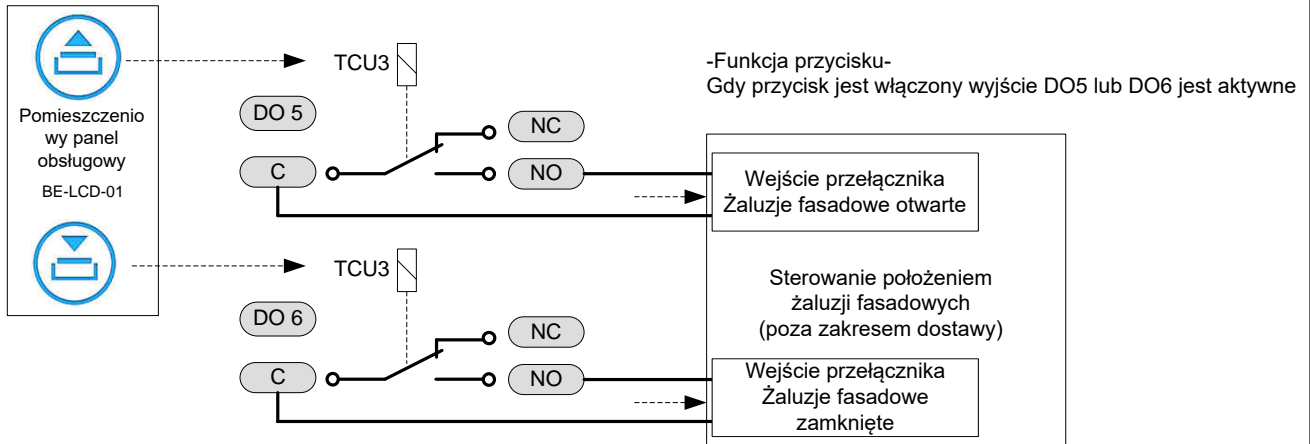 Pomieszczenio
wy panel
obsługowy
BE-LCD-01
TCU3
DO 5
C
NC
NO
-Funkcja przycisku-
Gdy przycisk jest włączony wyjście DO5 lub DO6 jest aktywne
Wejście przełącznika
Żaluzje fasadowe otwarte
TCU3
DO 6
C
NC
NO
Sterowanie położeniem
żaluzji fasadowych
(poza zakresem dostawy)
Wejście przełącznika
Żaluzje fasadowe
zamknięte